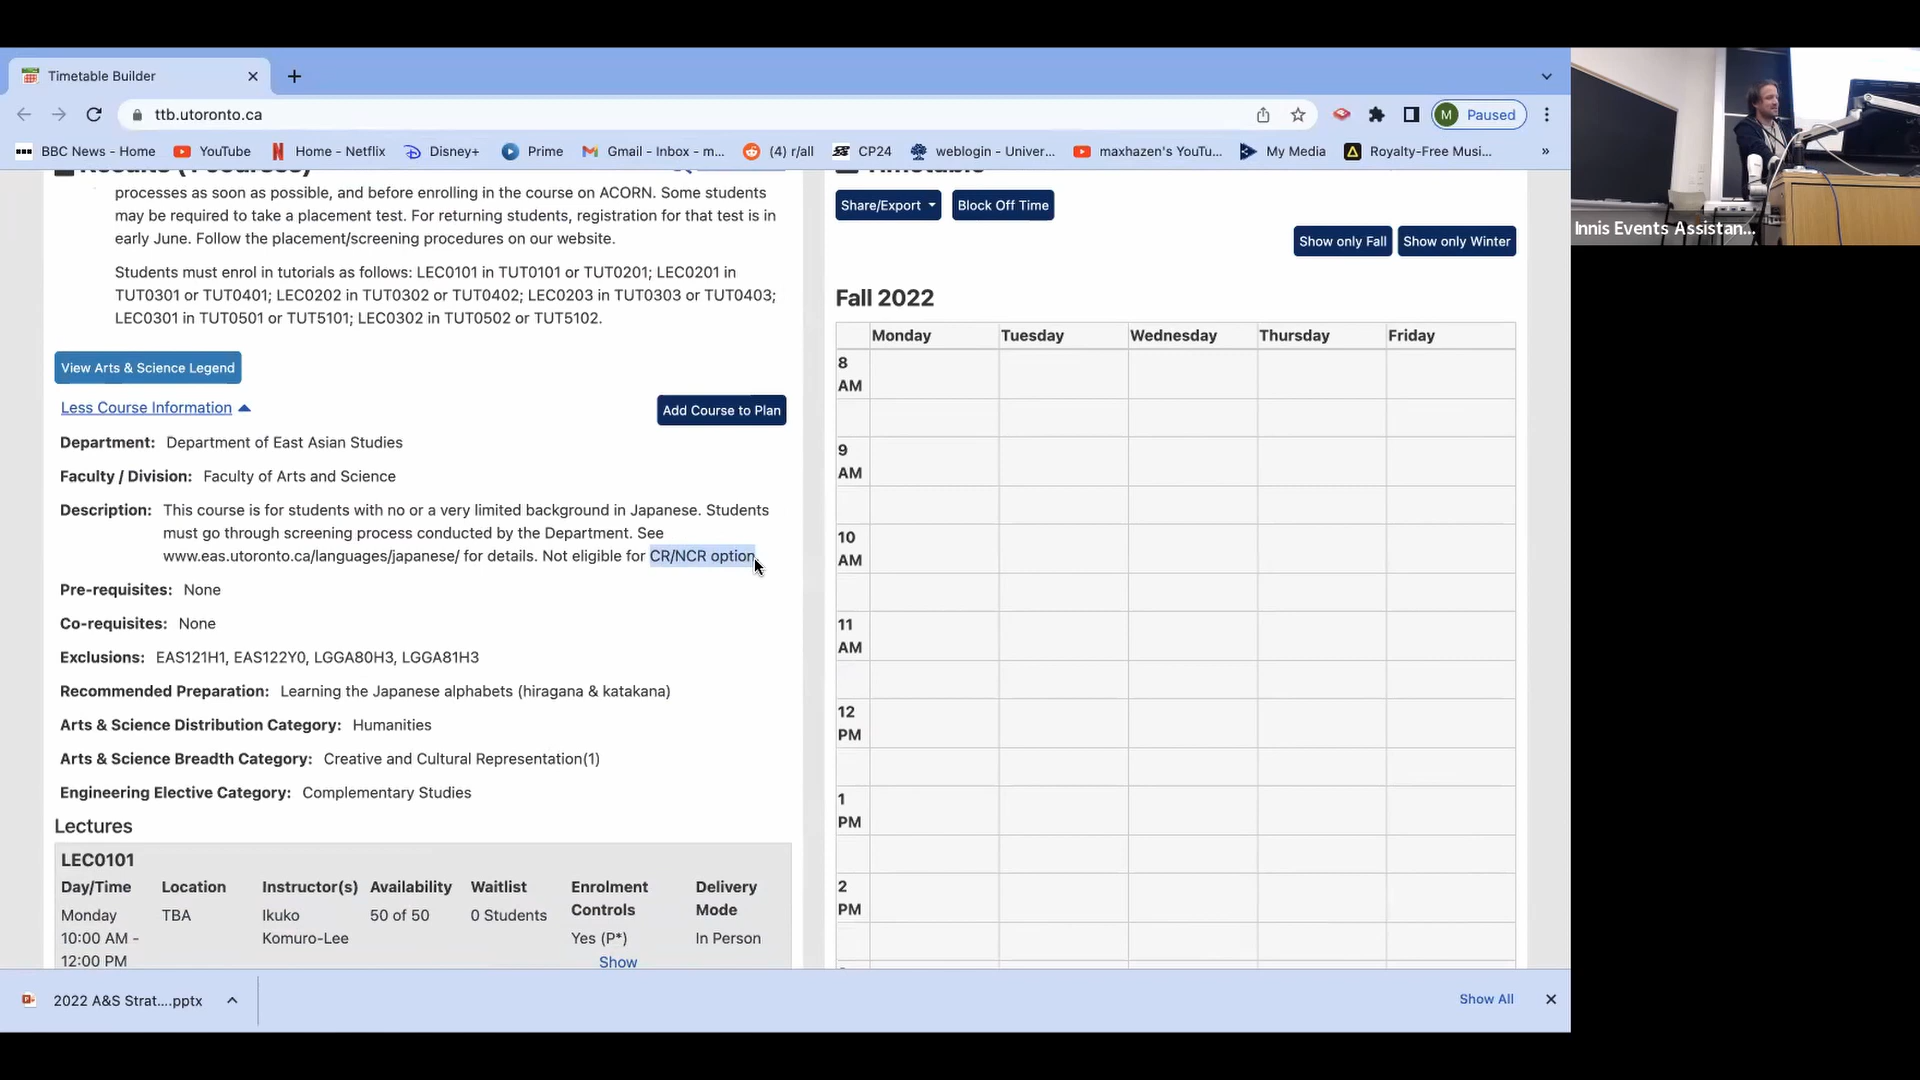 Timetable Builder
ttb.utoronto.ca
M Paused
BBC News - Home
YouTube
Home - Netflix
Disney+
Prime
Gmail - Inbox - m...
(4) r/all
CP24
weblogin - Univer...
maxhazen's YouTu...
My Media
Royalty-Free Musi...
»
processes as soon as possible, and before enrolling in the course on ACORN. Some students
may be required to take a placement test. For returning students, registration for that test is in
early June. Follow the placement/screening procedures on our website.
Students must enrol in tutorials as follows: LEC0101 in TUT0101 or TUT0201; LEC0201 in
TUT0301 or TUT0401; LEC0202 in TUT0302 or TUT0402; LEC0203 in TUT0303 or TUT0403;
LEC0301 in TUT0501 or TUT5101; LEC0302 in TUT0502 or TUT5102.
View Arts & Science Legend
Less Course Information
Add Course to Plan
Department: Department of East Asian Studies
Faculty / Division: Faculty of Arts and Science
Description: This course is for students with no or a very limited background in Japanese. Students
must go through screening process conducted by the Department. See
www.eas.utoronto.ca/languages/japanese/ for details. Not eligible for CR/NCR option
Pre-requisites: None
Co-requisites: None
Exclusions: EAS121H1, EAS122Y0, LGGA80H3, LGGA81H3
Recommended Preparation: Learning the Japanese alphabets (hiragana & katakana)
Arts & Science Distribution Category: Humanities
Arts & Science Breadth Category: Creative and Cultural Representation(1)
Engineering Elective Category: Complementary Studies
Lectures
LEC0101
Day/Time Location Instructor(s) Availability Waitlist Enrolment Delivery
Controls Mode
Monday TBA Ikuko 50 of 50 0 Students
10:00 AM - Komuro-Lee Yes (P*) In Person
12:00 PM Show
Share/Export
Block Off Time
Show only Fall
Show only Winter
Fall 2022
Monday Tuesday Wednesday Thursday Friday
8
AM
9
AM
10
AM
11
AM
12
PM
1
PM
2
PM
2022 A&S Strat....pptx
Show All
Innis Events Assistan...